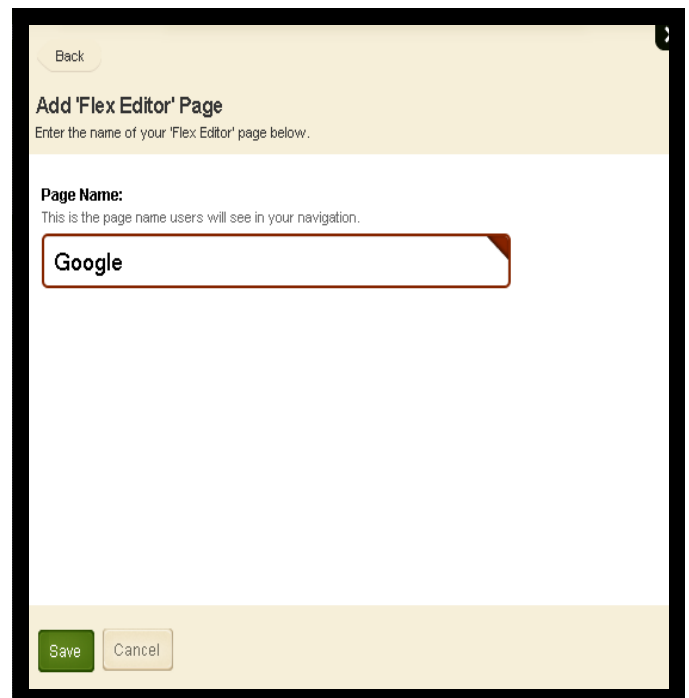 Back
Add 'Flex Editor' Page
Enter the name of your 'Flex Editor' page below.
Page Name:
This is the page name users will see in your navigation.
Google
Save
Cancel